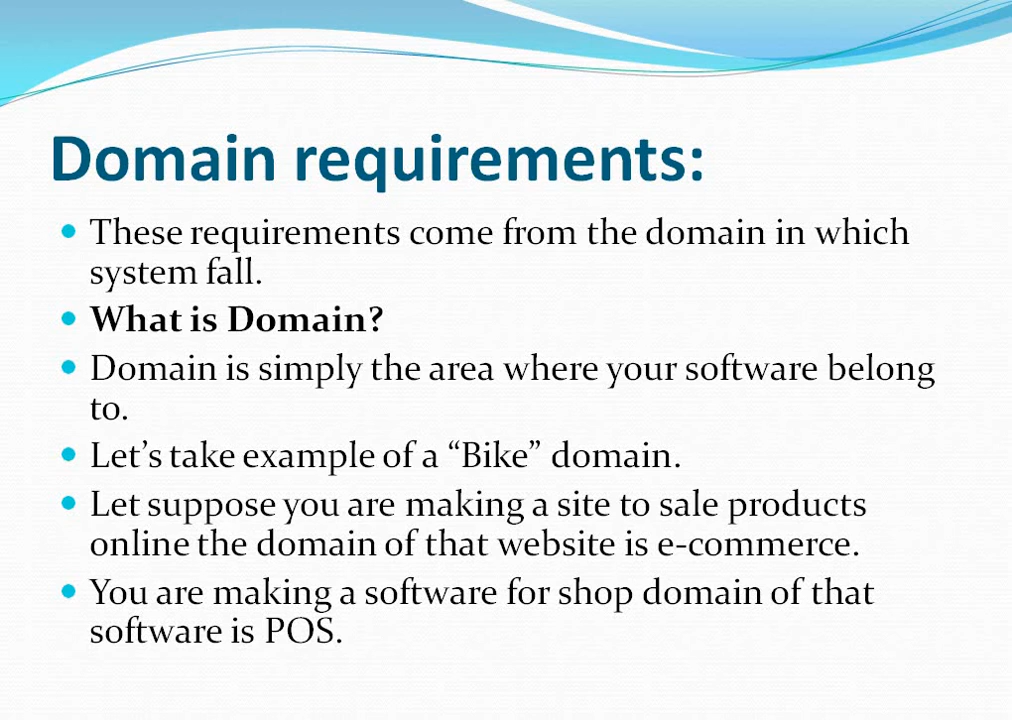 Domain requirements:
These requirements come from the domain in which
system fall.
What is Domain?
Domain is simply the area where your software belong
to.
Let’s take example of a “Bike” domain.
Let suppose you are making a site to sale products
online the domain of that website is e-commerce.
You are making a software for shop domain of that
software is POS.